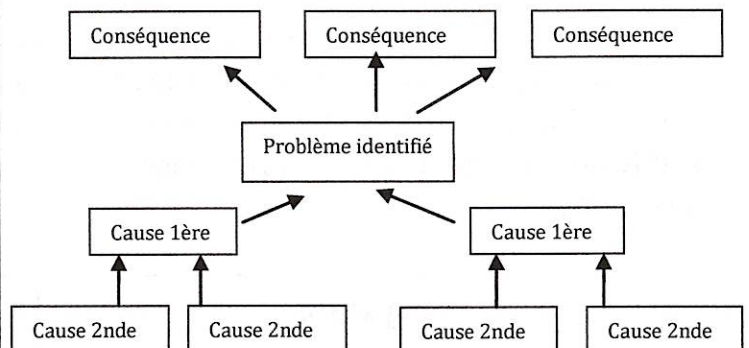 Conséquence Conséquence Conséquence
Problème identifié
Cause 1ère Cause 1ère
Cause 2nde Cause 2nde Cause 2nde Cause 2nde